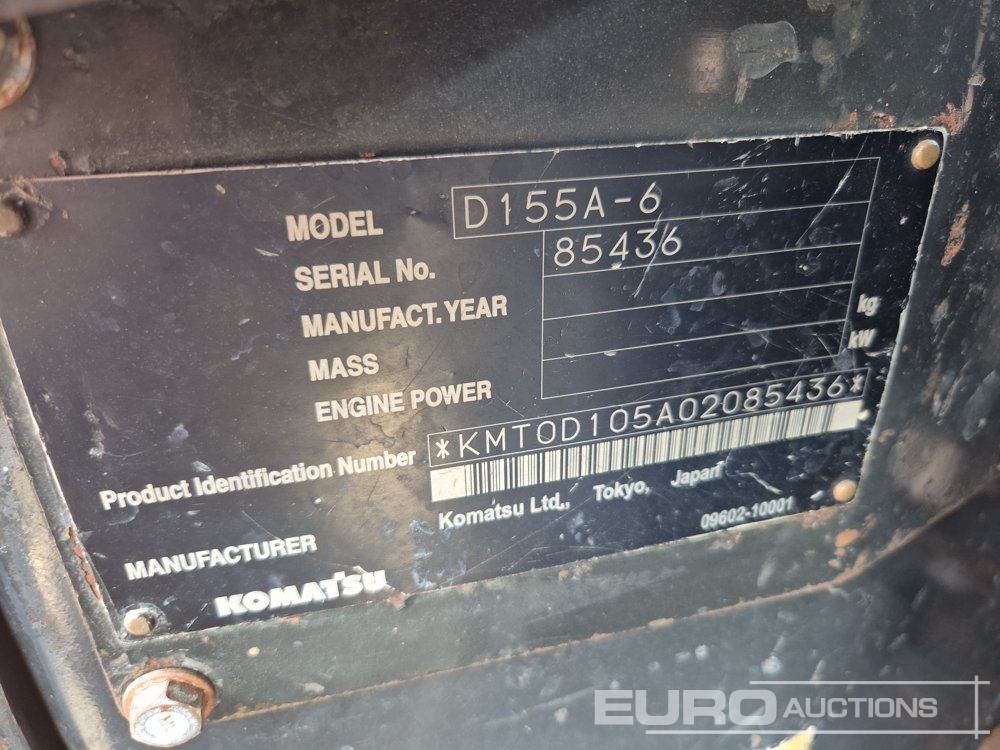 MODEL D155A-6
SERIAL No. 85436
MANUFACT. YEAR
MASS kg
ENGINE POWER kW
Product Identification Number *KMT0D105A02085436*
MANUFACTURER Komatsu Ltd., Tokyo, Japan
KOMATSU 09602-10001
EURO AUCTIONS